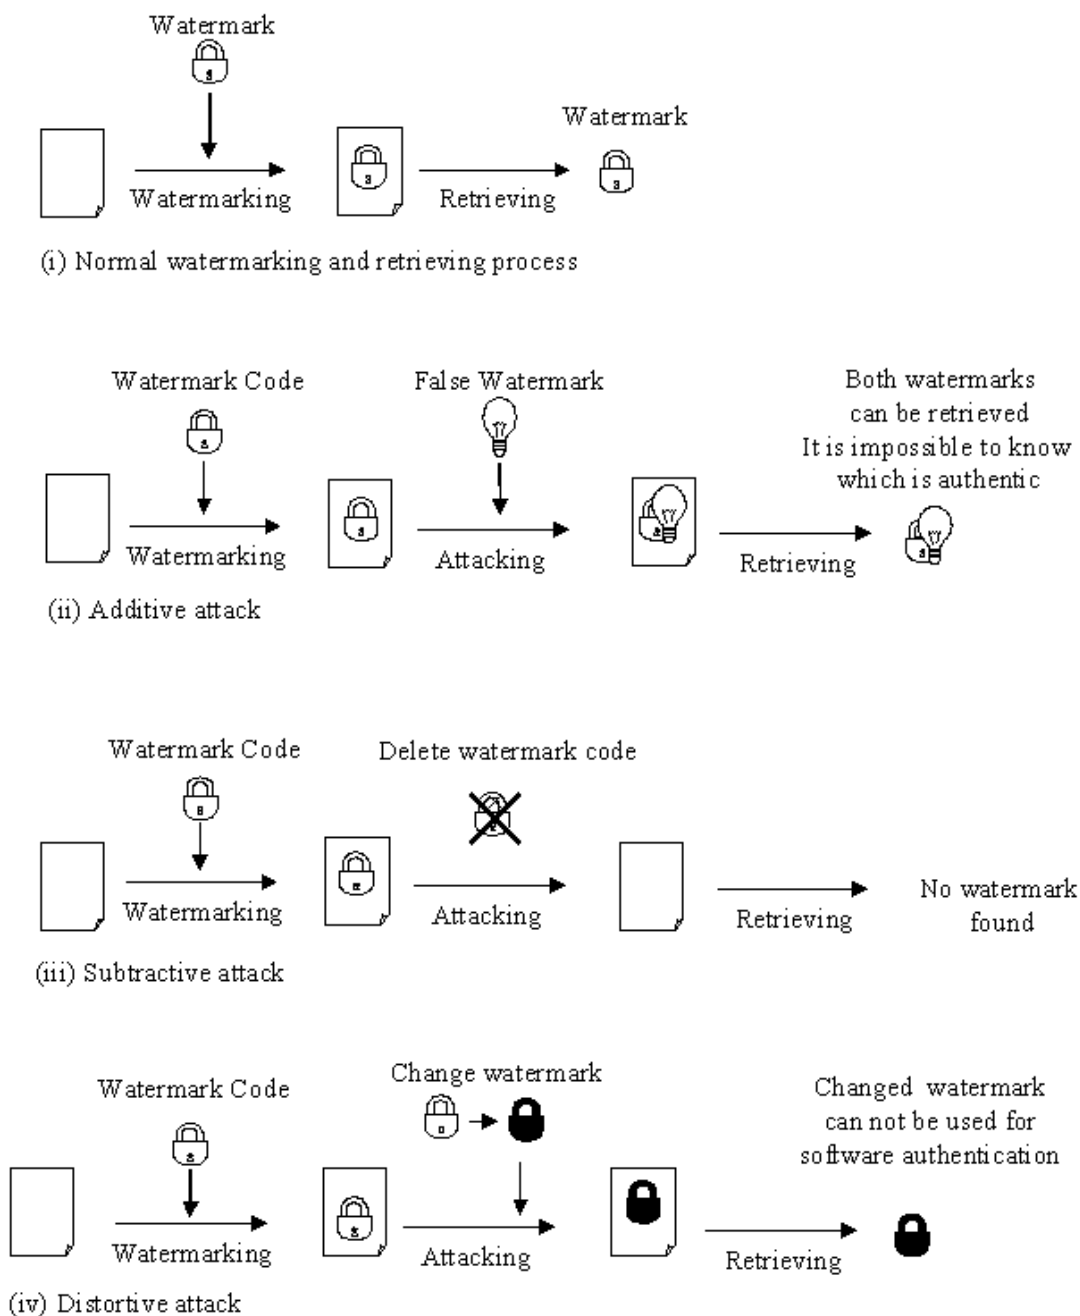 Watermark
Watermark
Watermarking
Retrieving
(i) Normal watermarking and retrieving process
Watermark Code
False Watermark
Both watermarks
can be retrieved
It is impossible to know
which is authentic
Watermarking
Attacking
Retrieving
(ii) Additive attack
Watermark Code
Delete watermark code
Watermarking
Attacking
Retrieving
No watermark
found
(iii) Subtractive attack
Watermark Code
Change watermark
Changed watermark
can not be used for
software authentication
Watermarking
Attacking
Retrieving
(iv) Distortive attack